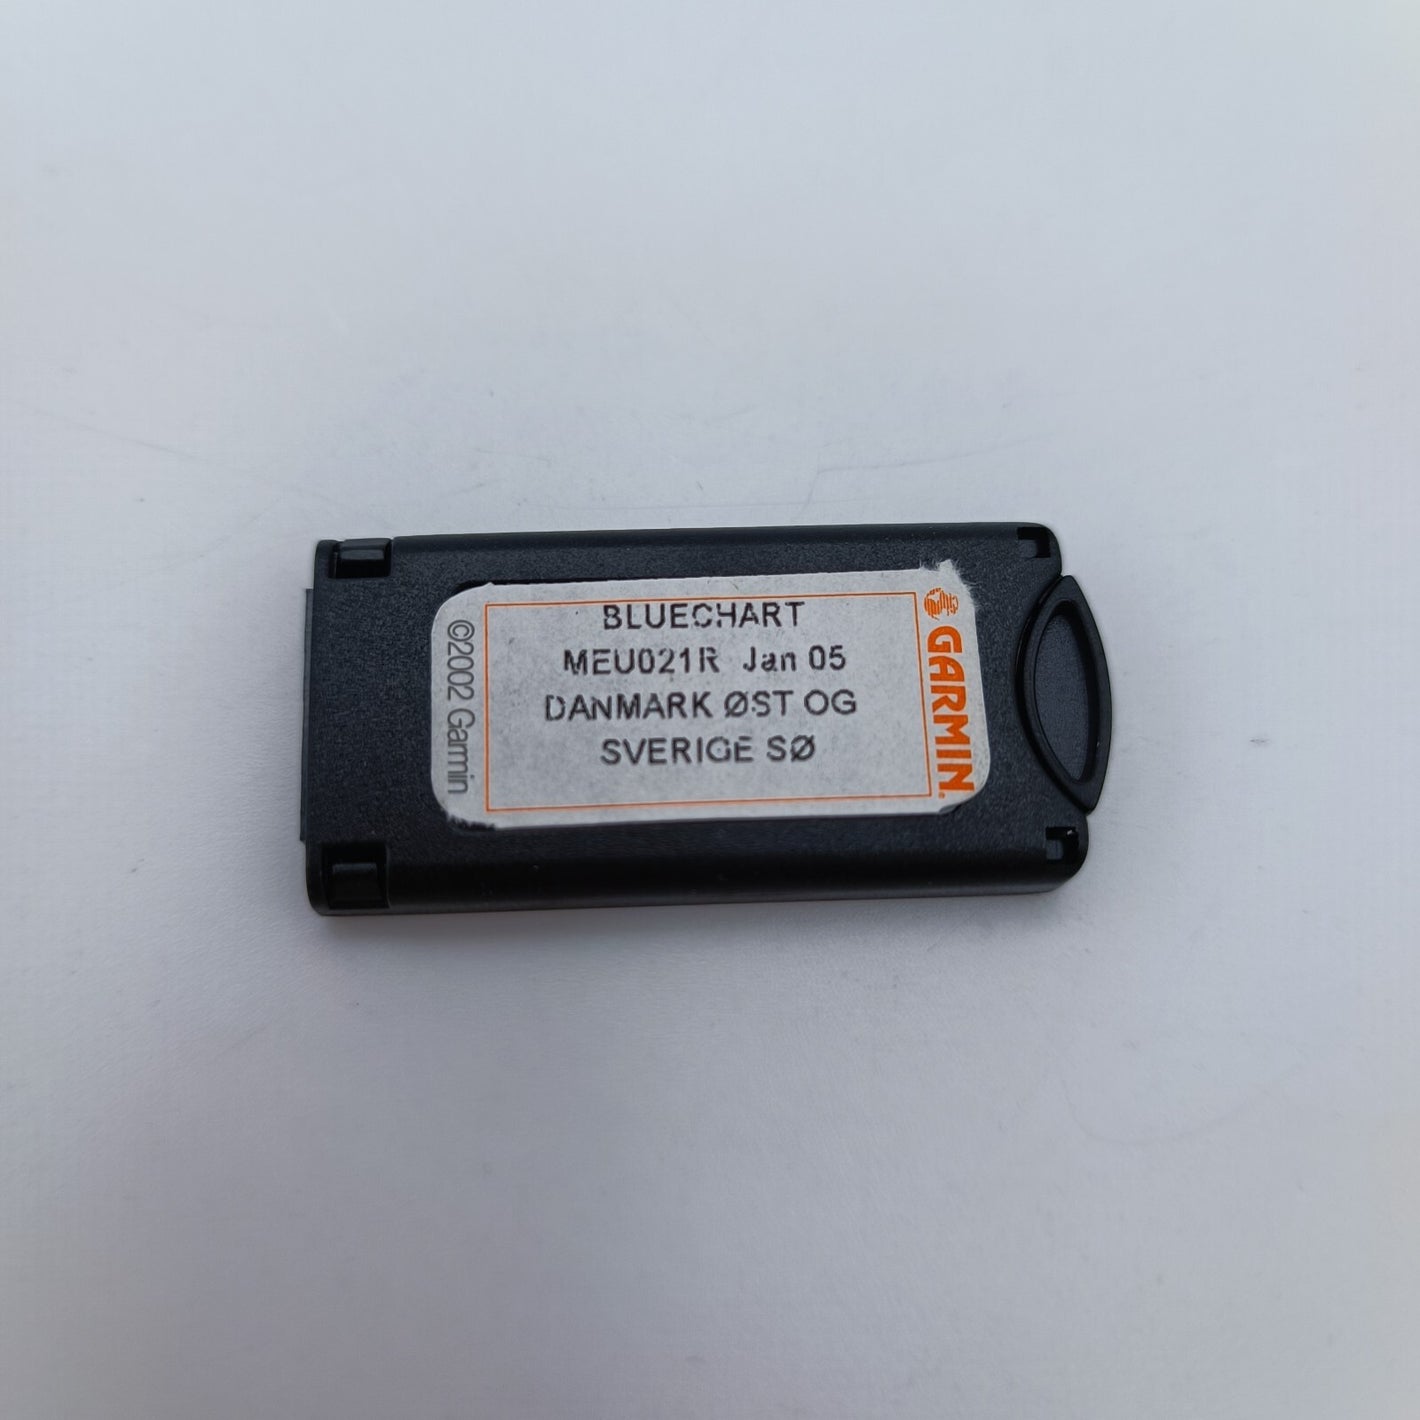 BLUECHART
MEU021R Jan 05
DANMARK ØST OG
SVERIGE SØ
GARMIN
©2002 Garmin